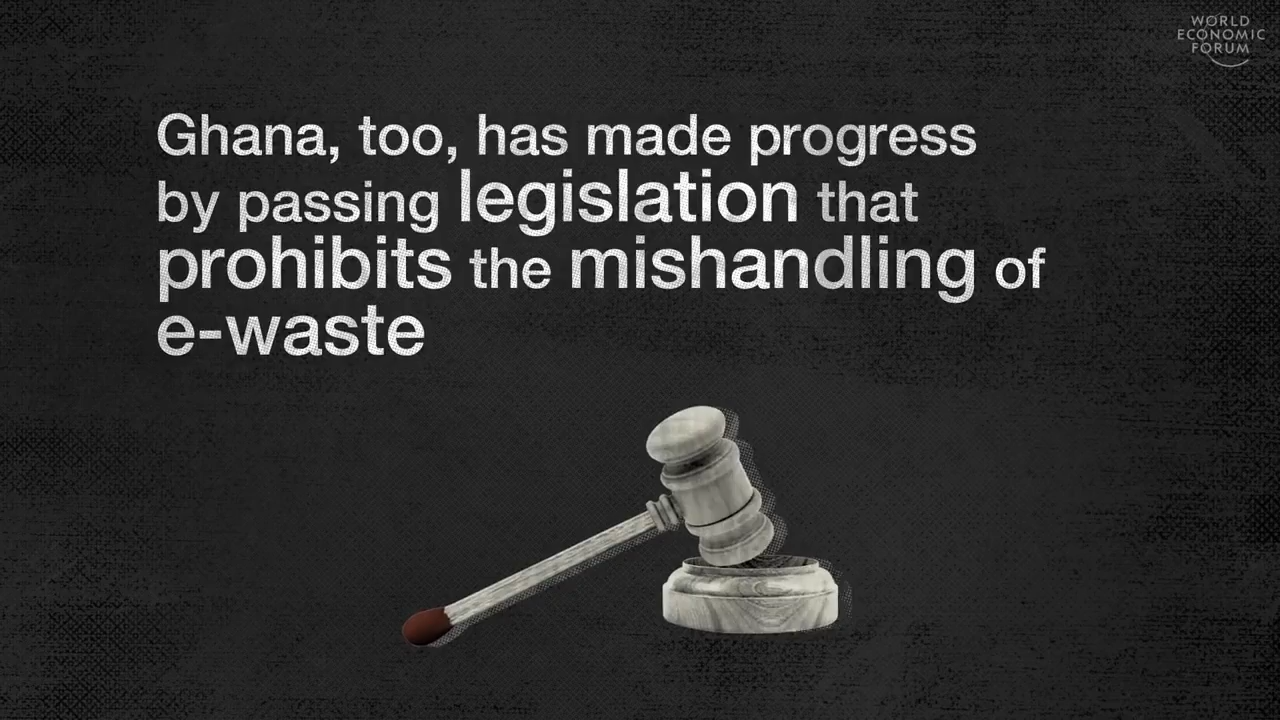 WORLD
ECONOMIC
FORUM
Ghana, too, has made progress
by passing legislation that
prohibits the mishandling of
e-waste